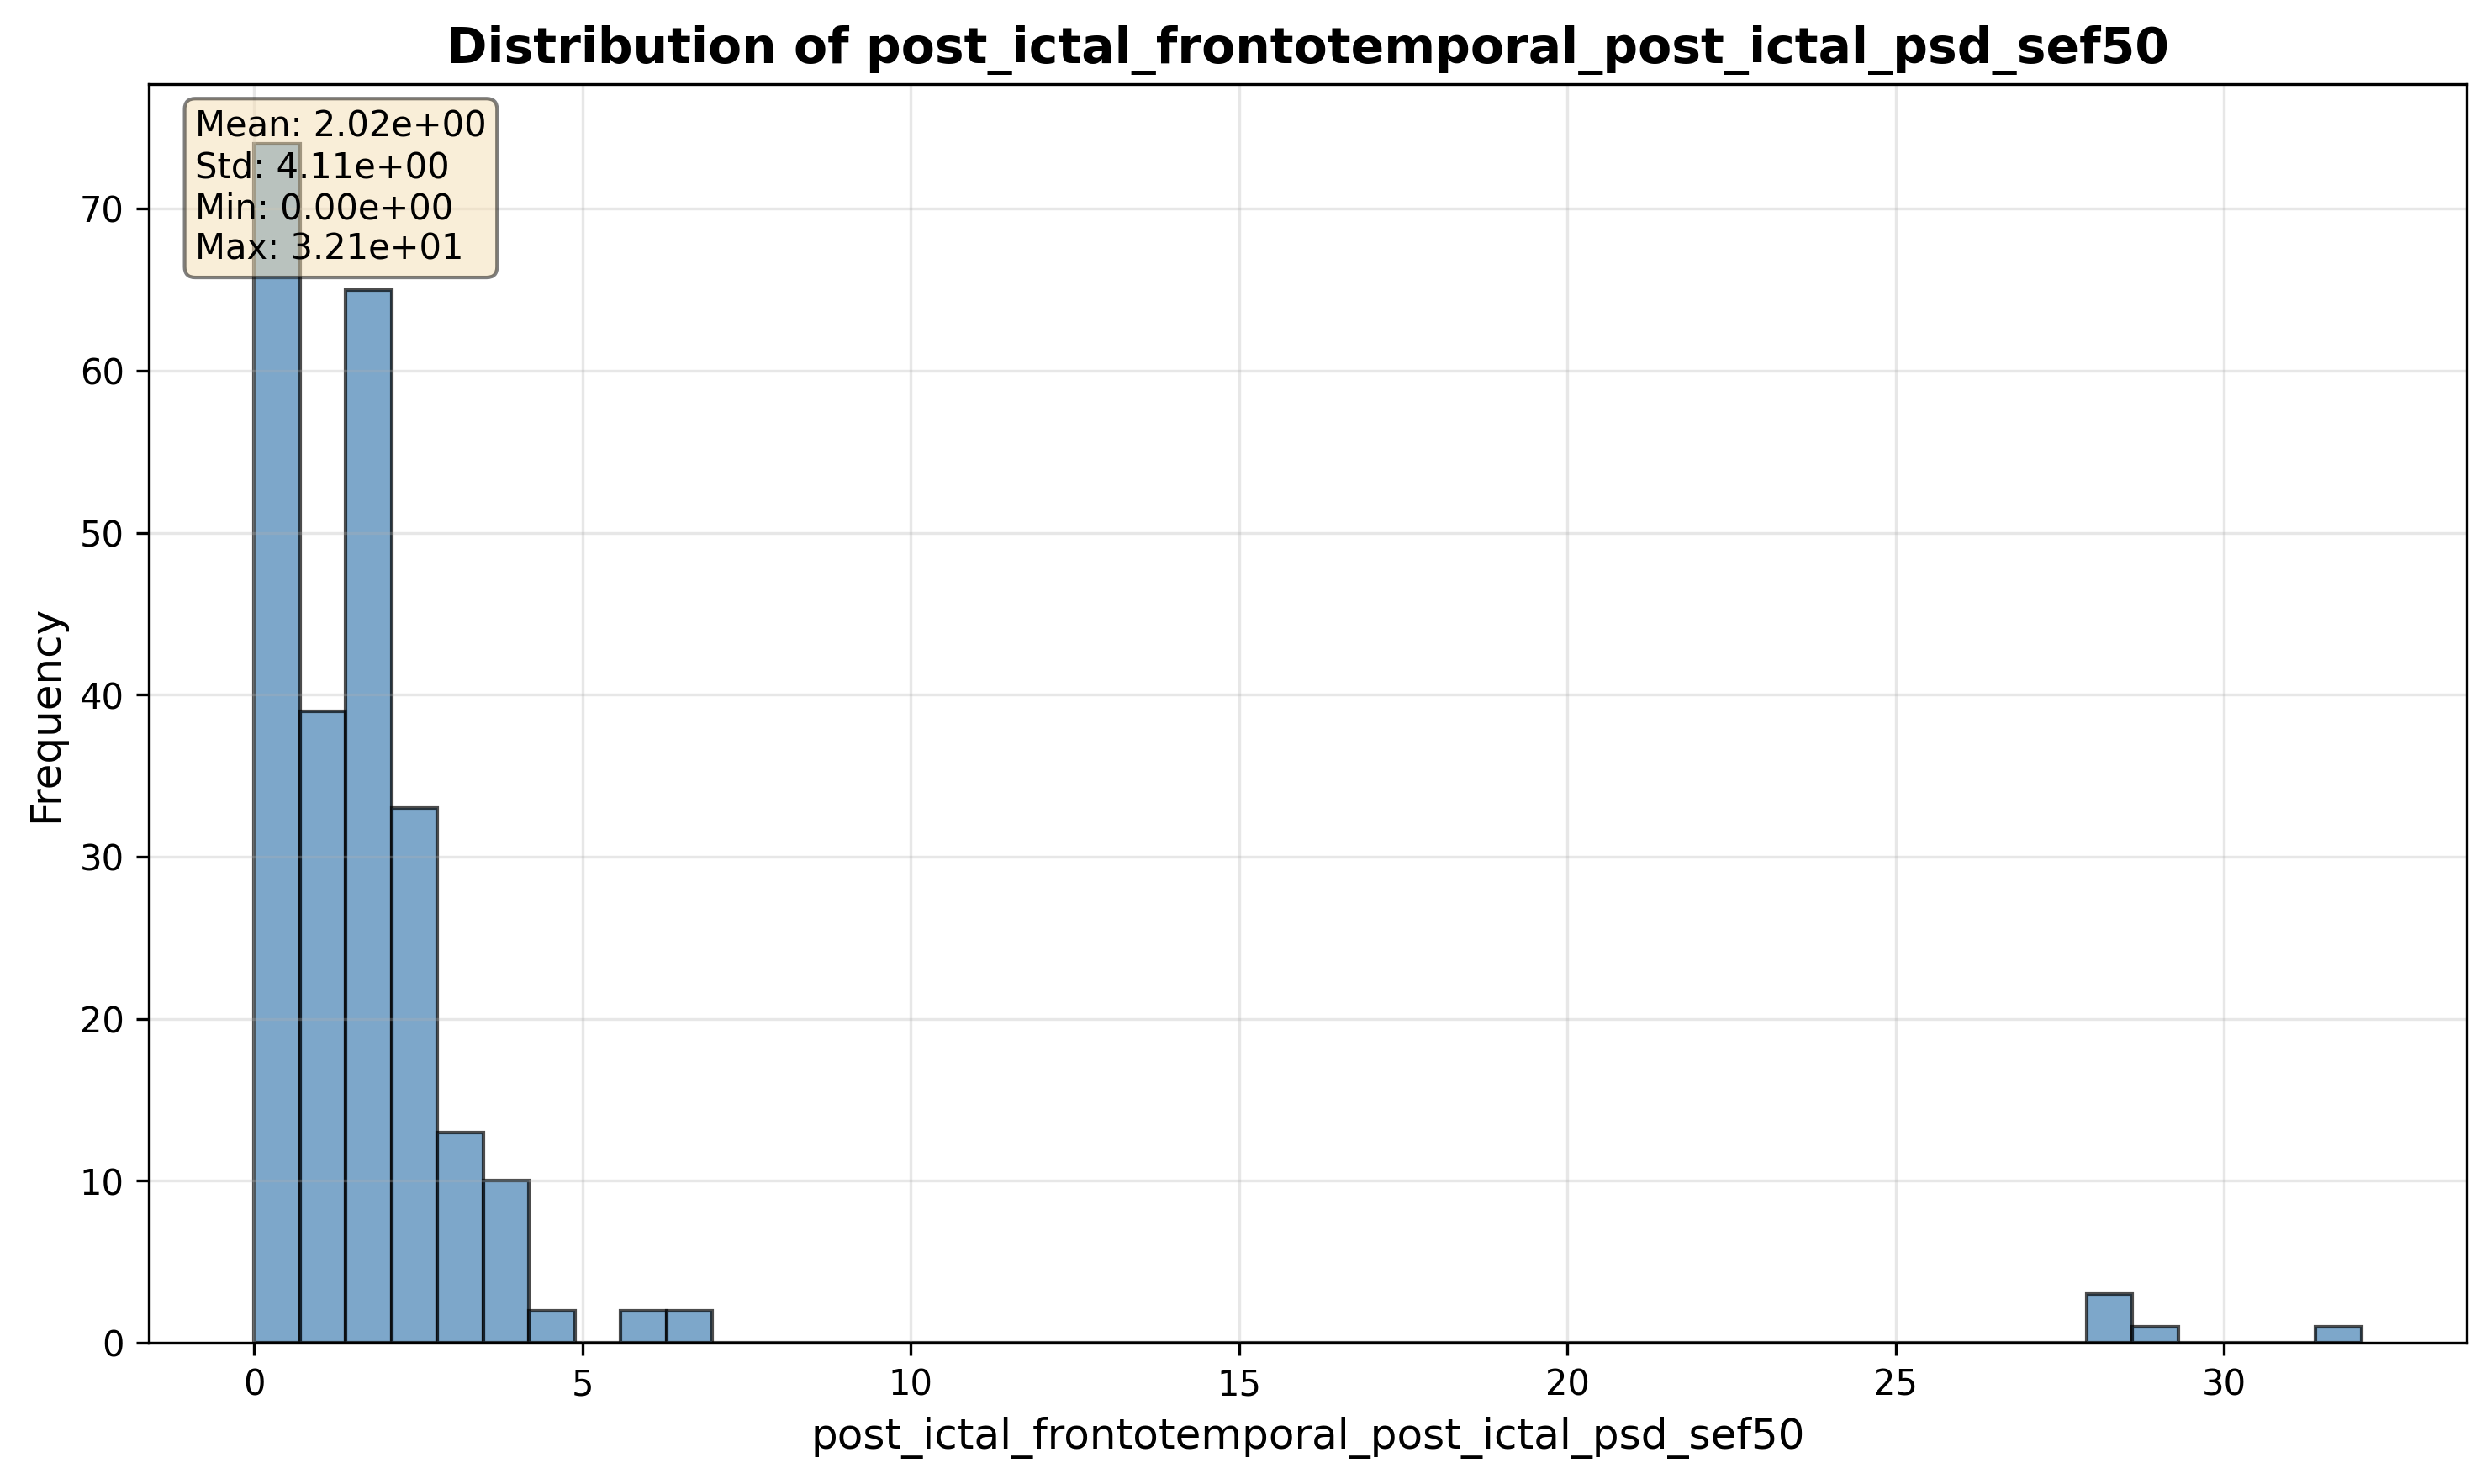 Distribution of post_ictal_frontotemporal_post_ictal_psd_sef50
Mean: 2.02e+00
Std: 4.11e+00
Min: 0.00e+00
Max: 3.21e+01
Frequency
70
60
50
40
30
20
10
0
0 5 10 15 20 25 30
post_ictal_frontotemporal_post_ictal_psd_sef50